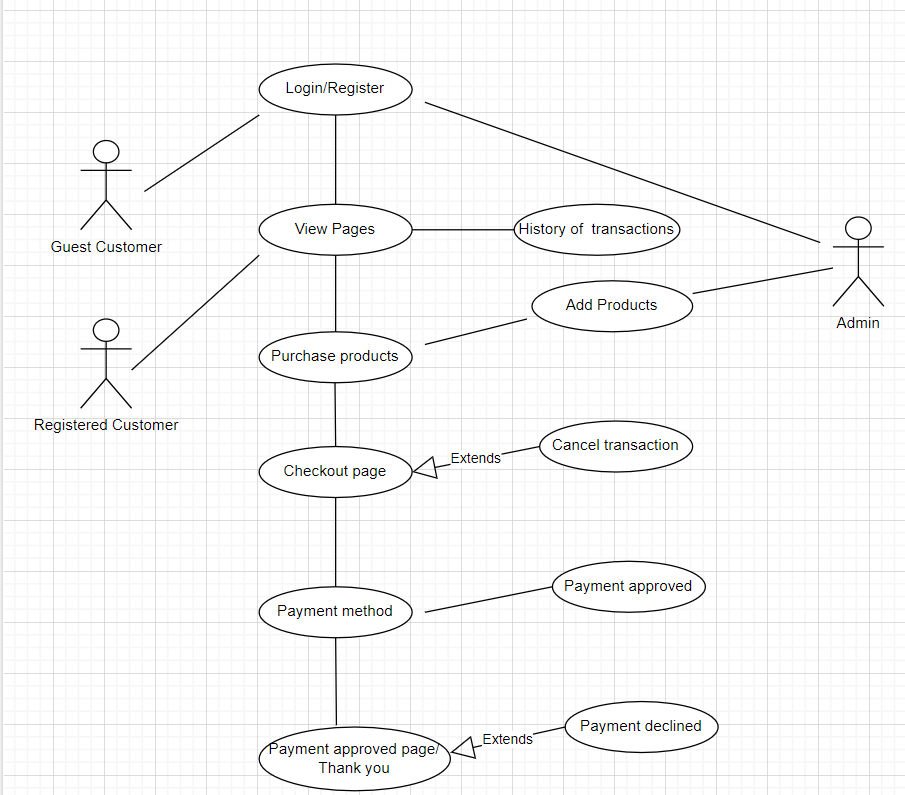 Login/Register
Guest Customer
View Pages
History of  transactions
Add Products
Admin
Purchase products
Registered Customer
Cancel transaction
Extends
Checkout page
Payment approved
Payment method
Payment declined
Extends
Payment approved page/
Thank you